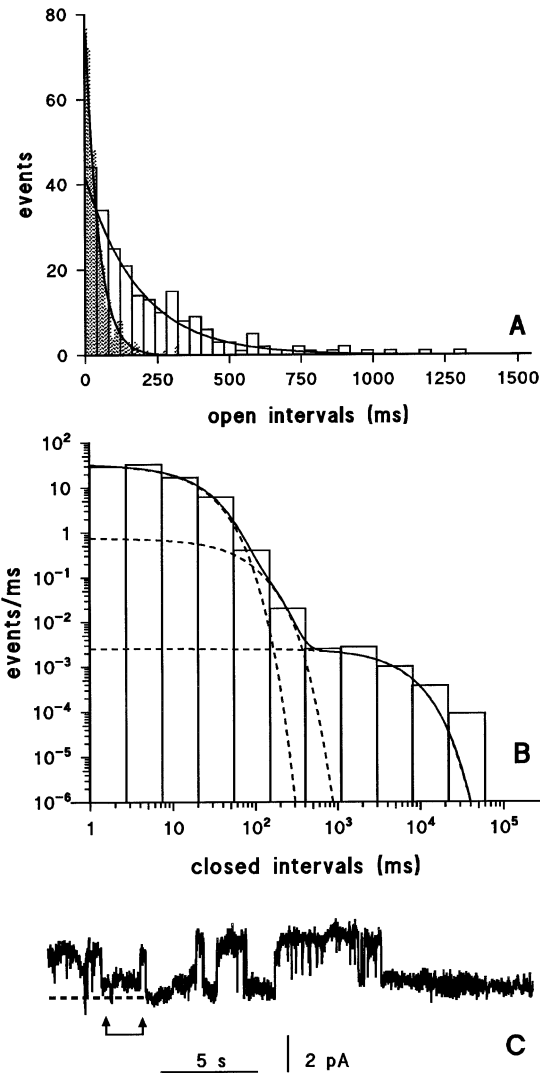 80
60
40
20
0
events
0 250 500 750 1000 1250 1500
open intervals (ms)
A
10²
10
1
10⁻¹
10⁻²
10⁻³
10⁻⁴
10⁻⁵
10⁻⁶
events/ms
1 10 10² 10³ 10⁴ 10⁵
closed intervals (ms)
B
C
5 s
2 pA